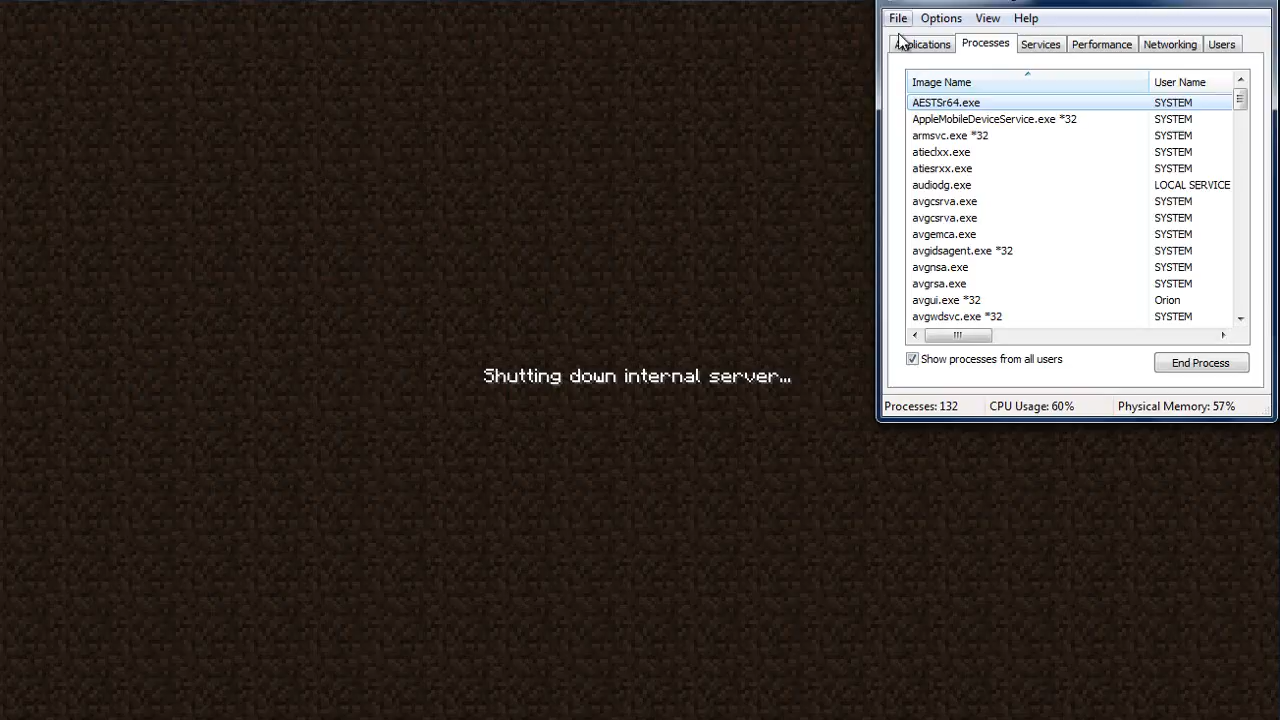 File Options View Help
Applications Processes Services Performance Networking Users
Image Name User Name
AESTSr64.exe SYSTEM
AppleMobileDeviceService.exe *32 SYSTEM
armsvc.exe *32 SYSTEM
atieclxx.exe SYSTEM
atiesrxx.exe SYSTEM
audiodg.exe LOCAL SERVICE
avgcsrva.exe SYSTEM
avgcsrva.exe SYSTEM
avgemca.exe SYSTEM
avgidsagent.exe *32 SYSTEM
avgnsa.exe SYSTEM
avgrsa.exe SYSTEM
avgui.exe *32 Orion
avgwdsvc.exe *32 SYSTEM
Show processes from all users End Process
Processes: 132 CPU Usage: 60% Physical Memory: 57%
Shutting down internal server...